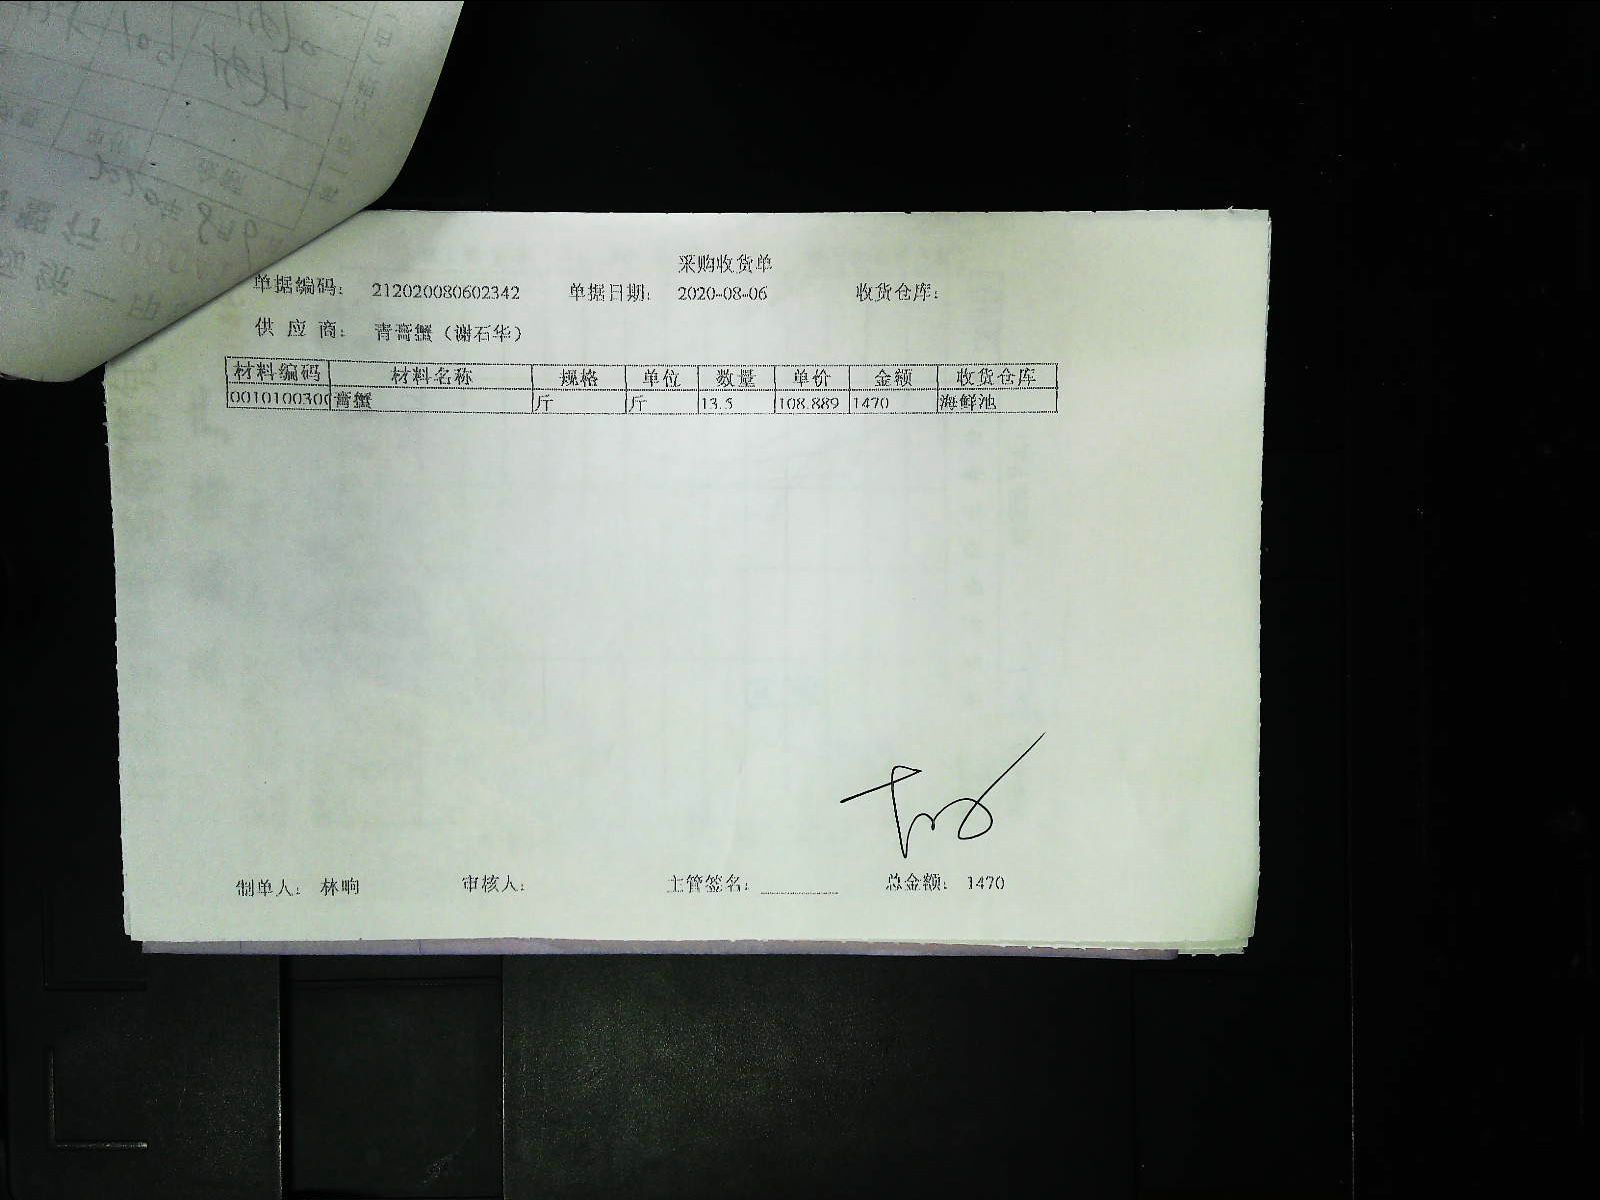 采购收货单
单据编码： 212020080602342 单据日期： 2020-08-06 收货仓库：
供 应 商： 青膏蟹（谢石华）
材料编码 材料名称 规格 单位 数量 单价 金额 收货仓库
0010100300 膏蟹 斤 斤 13.5 108.889 1470 海鲜池
制单人： 林晌 审核人： 主管签名： 总金额： 1470